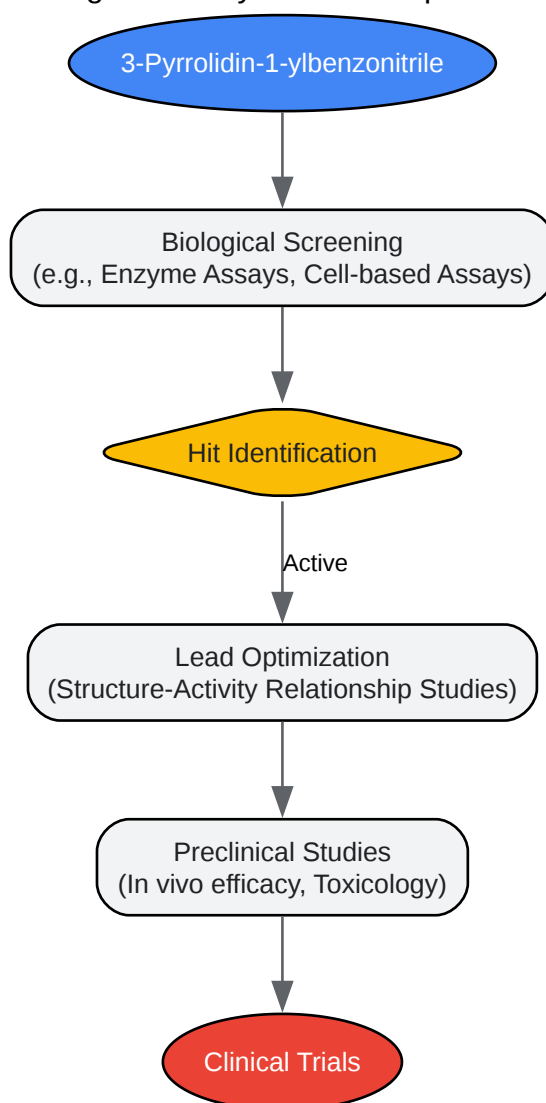 3-Pyrrolidin-1-ylbenzonitrile
Biological Screening
(e.g., Enzyme Assays, Cell-based Assays)
Hit Identification
Active
Lead Optimization
(Structure-Activity Relationship Studies)
Preclinical Studies
(In vivo efficacy, Toxicology)
Clinical Trials